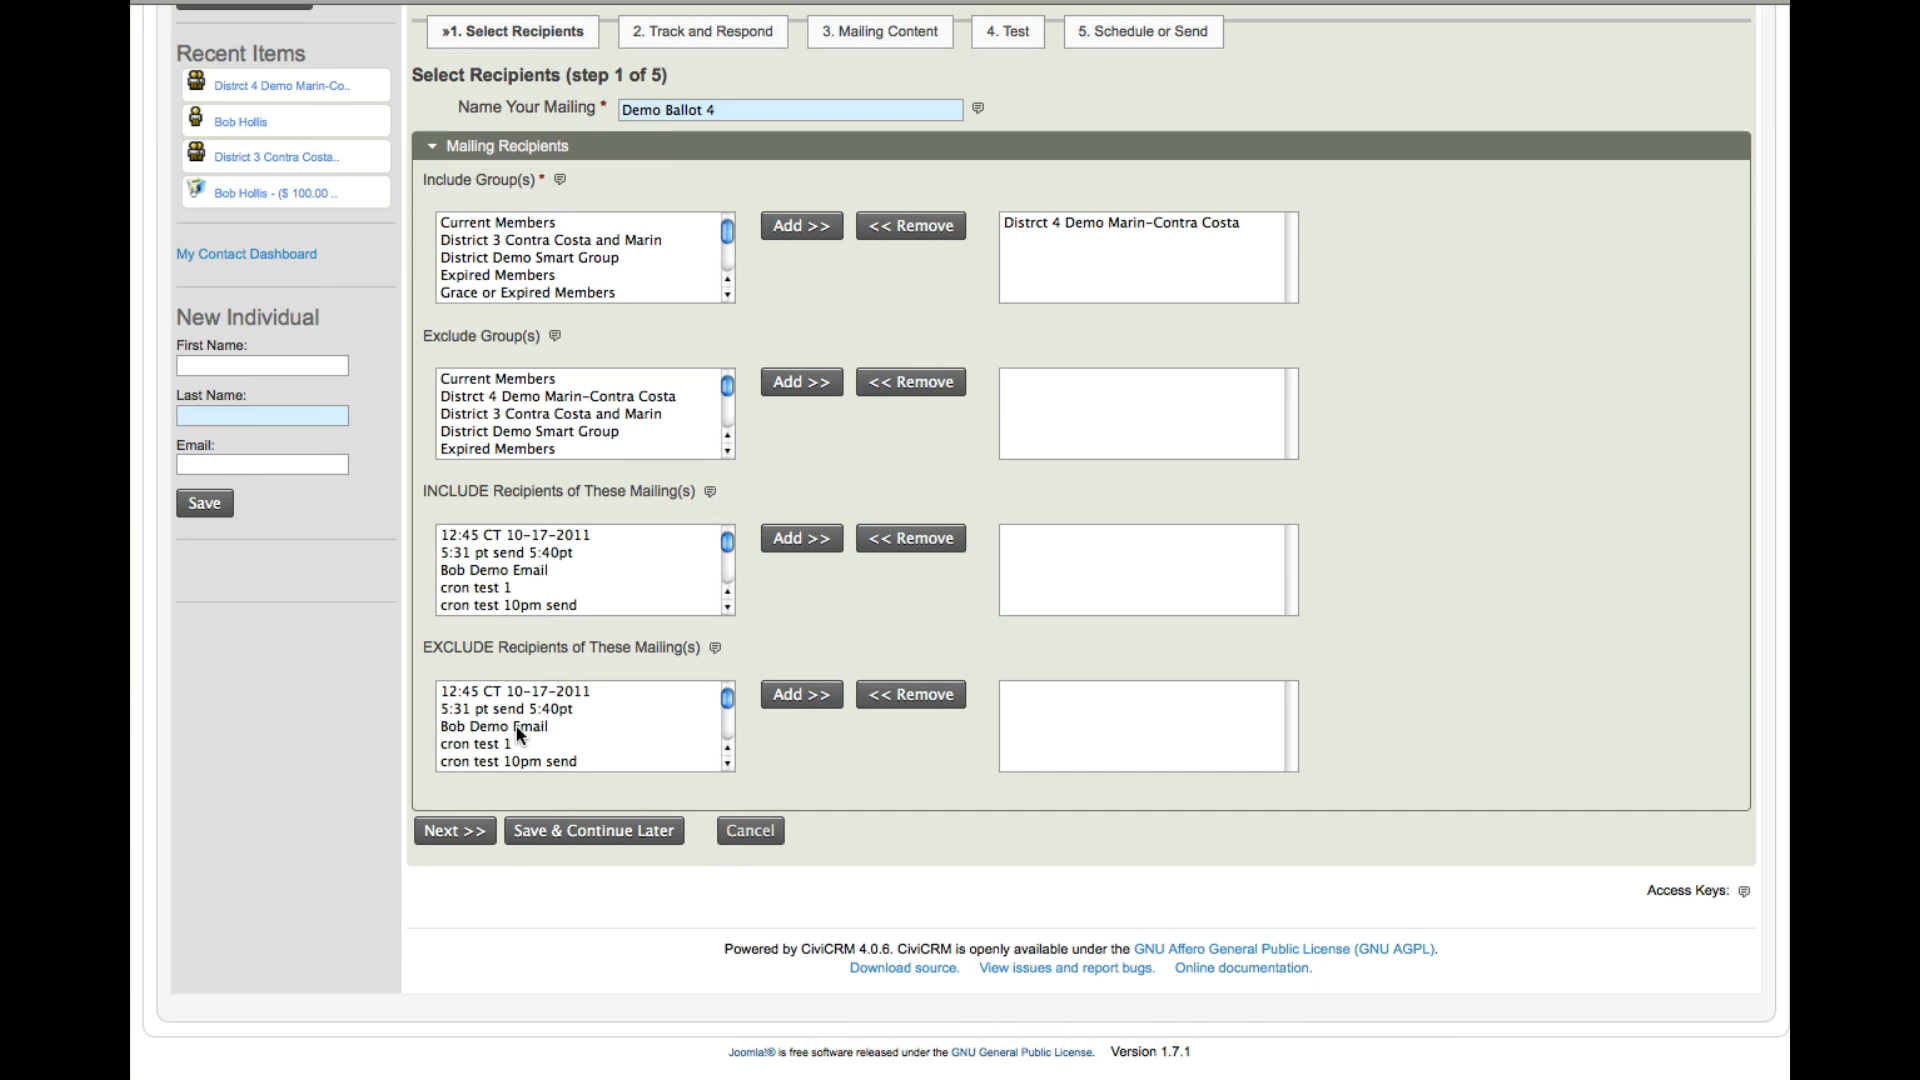 »1. Select Recipients
2. Track and Respond
3. Mailing Content
4. Test
5. Schedule or Send
Recent Items
Distrct 4 Demo Marin-Co..
Bob Hollis
District 3 Contra Costa..
Bob Hollis - ($ 100.00 ..
My Contact Dashboard
New Individual
First Name:
Last Name:
Email:
Save
Select Recipients (step 1 of 5)
Name Your Mailing *
Demo Ballot 4
Mailing Recipients
Include Group(s) *
Current Members
District 3 Contra Costa and Marin
District Demo Smart Group
Expired Members
Grace or Expired Members
Add >>
<< Remove
Distrct 4 Demo Marin-Contra Costa
Exclude Group(s)
Current Members
Distrct 4 Demo Marin-Contra Costa
District 3 Contra Costa and Marin
District Demo Smart Group
Expired Members
Add >>
<< Remove
INCLUDE Recipients of These Mailing(s)
12:45 CT 10-17-2011
5:31 pt send 5:40pt
Bob Demo Email
cron test 1
cron test 10pm send
Add >>
<< Remove
EXCLUDE Recipients of These Mailing(s)
12:45 CT 10-17-2011
5:31 pt send 5:40pt
Bob Demo Email
cron test 1
cron test 10pm send
Add >>
<< Remove
Next >>
Save & Continue Later
Cancel
Access Keys:
Powered by CiviCRM 4.0.6. CiviCRM is openly available under the GNU Affero General Public License (GNU AGPL).
Download source. View issues and report bugs. Online documentation.
Joomla!® is free software released under the GNU General Public License. Version 1.7.1